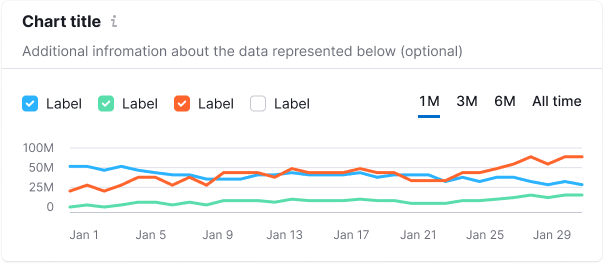 Chart title
Additional infromation about the data represented below (optional)
Label Label Label Label 1M 3M 6M All time
100M
50M
25M
0
Jan 1 Jan 5 Jan 9 Jan 13 Jan 17 Jan 21 Jan 25 Jan 29